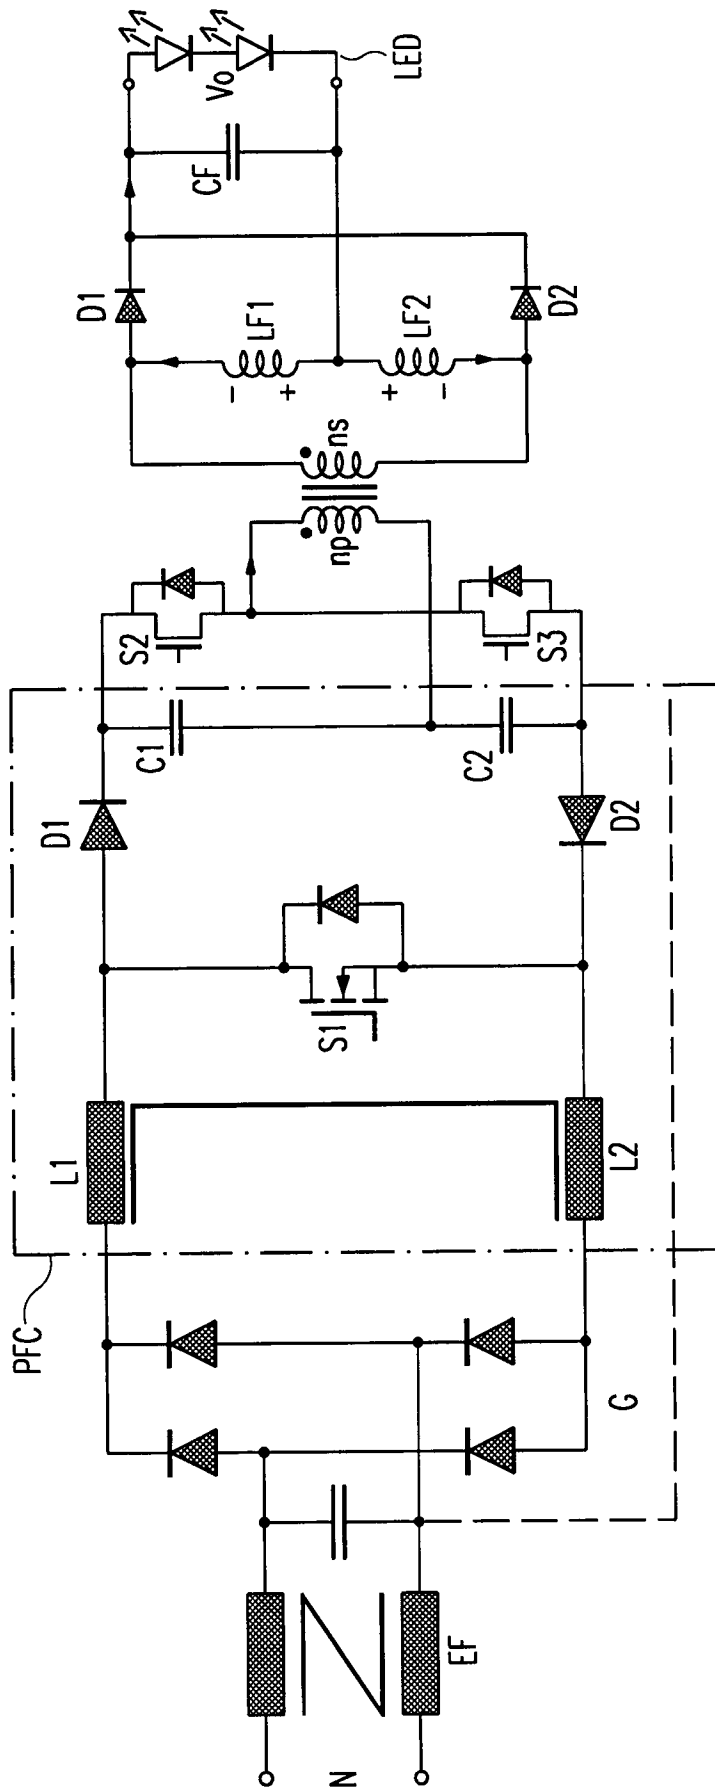 PFC
N
EF
G
L1
L2
S1
D1
D2
C1
C2
S2
S3
np
ns
LF1
LF2
+
-
+
-
D1
D2
CF
Vo
LED